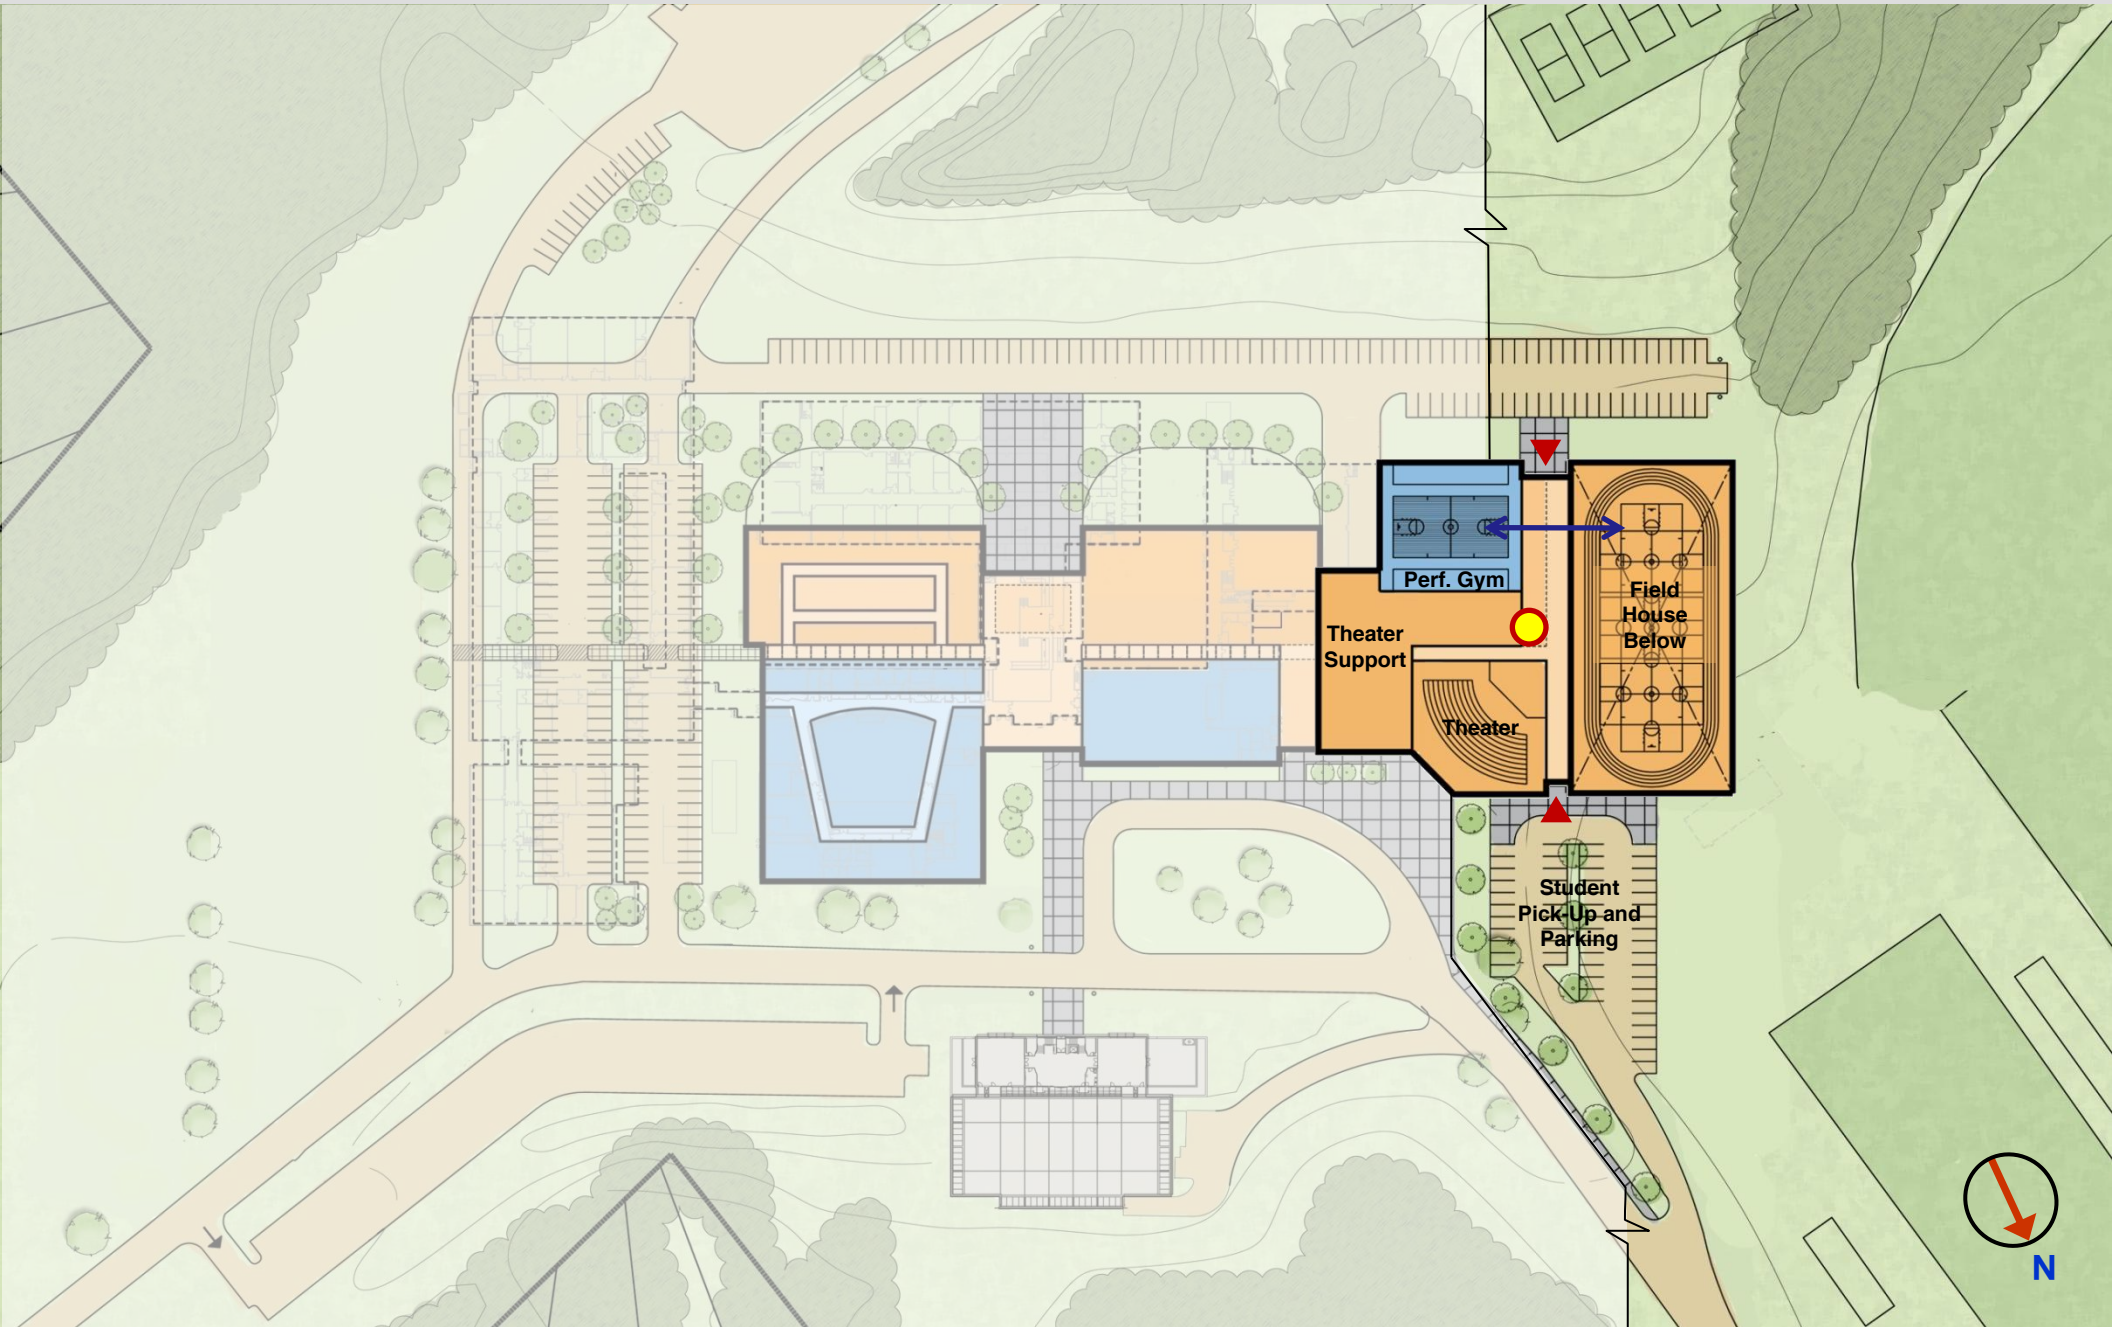 Perf. Gym
Field
House
Below
Theater
Support
Theater
Student
Pick-Up and
Parking
N